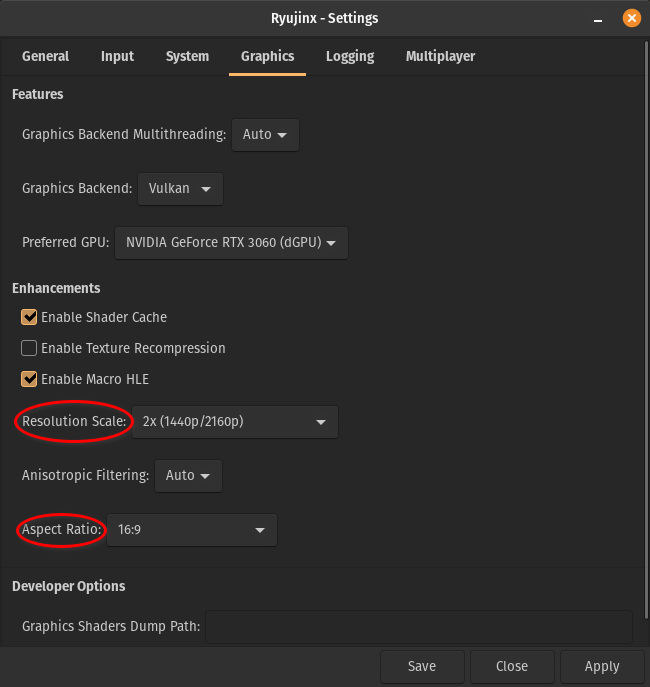 Ryujinx - Settings
General Input System Graphics Logging Multiplayer
Features
Graphics Backend Multithreading: Auto
Graphics Backend: Vulkan
Preferred GPU: NVIDIA GeForce RTX 3060 (dGPU)
Enhancements
Enable Shader Cache
Enable Texture Recompression
Enable Macro HLE
Resolution Scale: 2x (1440p/2160p)
Anisotropic Filtering: Auto
Aspect Ratio: 16:9
Developer Options
Graphics Shaders Dump Path:
Save Close Apply